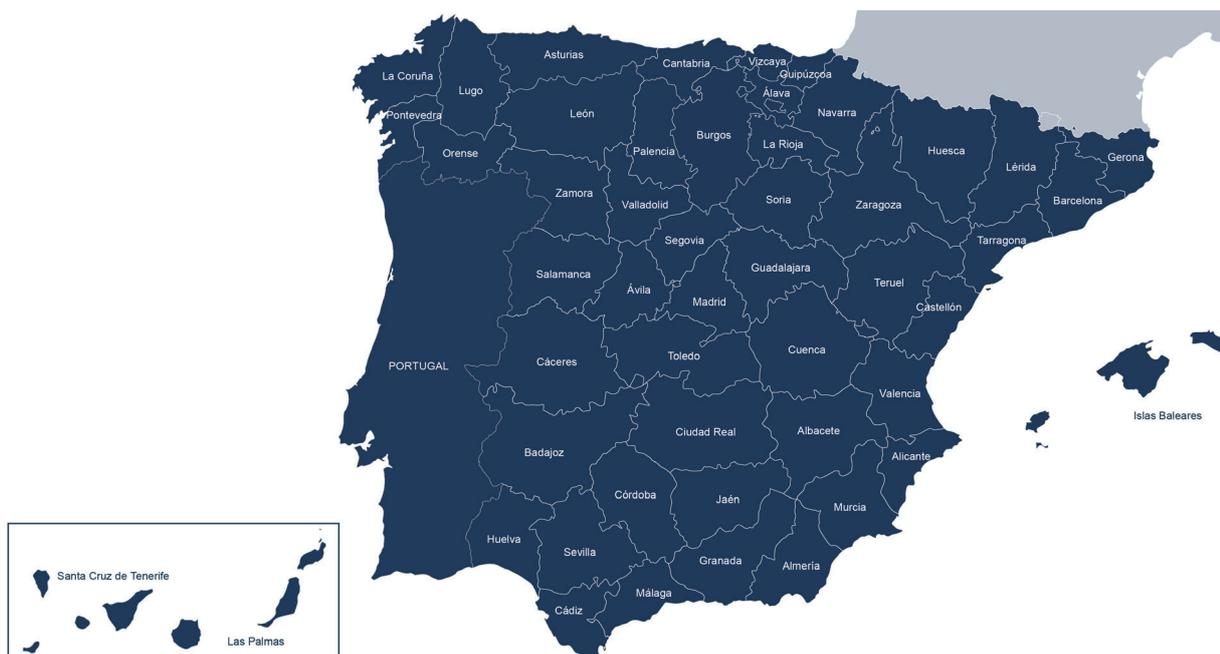 Asturias
Cantabria
Vizcaya
Guipúzcoa
La Coruña
Lugo
Álava
Navarra
Pontevedra
León
Burgos
La Rioja
Palencia
Orense
Huesca
Lérida
Gerona
Zamora
Valladolid
Soria
Zaragoza
Barcelona
Segovia
Tarragona
Salamanca
Ávila
Guadalajara
Madrid
Teruel
Castellón
PORTUGAL
Cáceres
Toledo
Cuenca
Valencia
Islas Baleares
Badajoz
Ciudad Real
Albacete
Alicante
Córdoba
Jaén
Murcia
Huelva
Sevilla
Granada
Almería
Málaga
Cádiz
Santa Cruz de Tenerife
Las Palmas